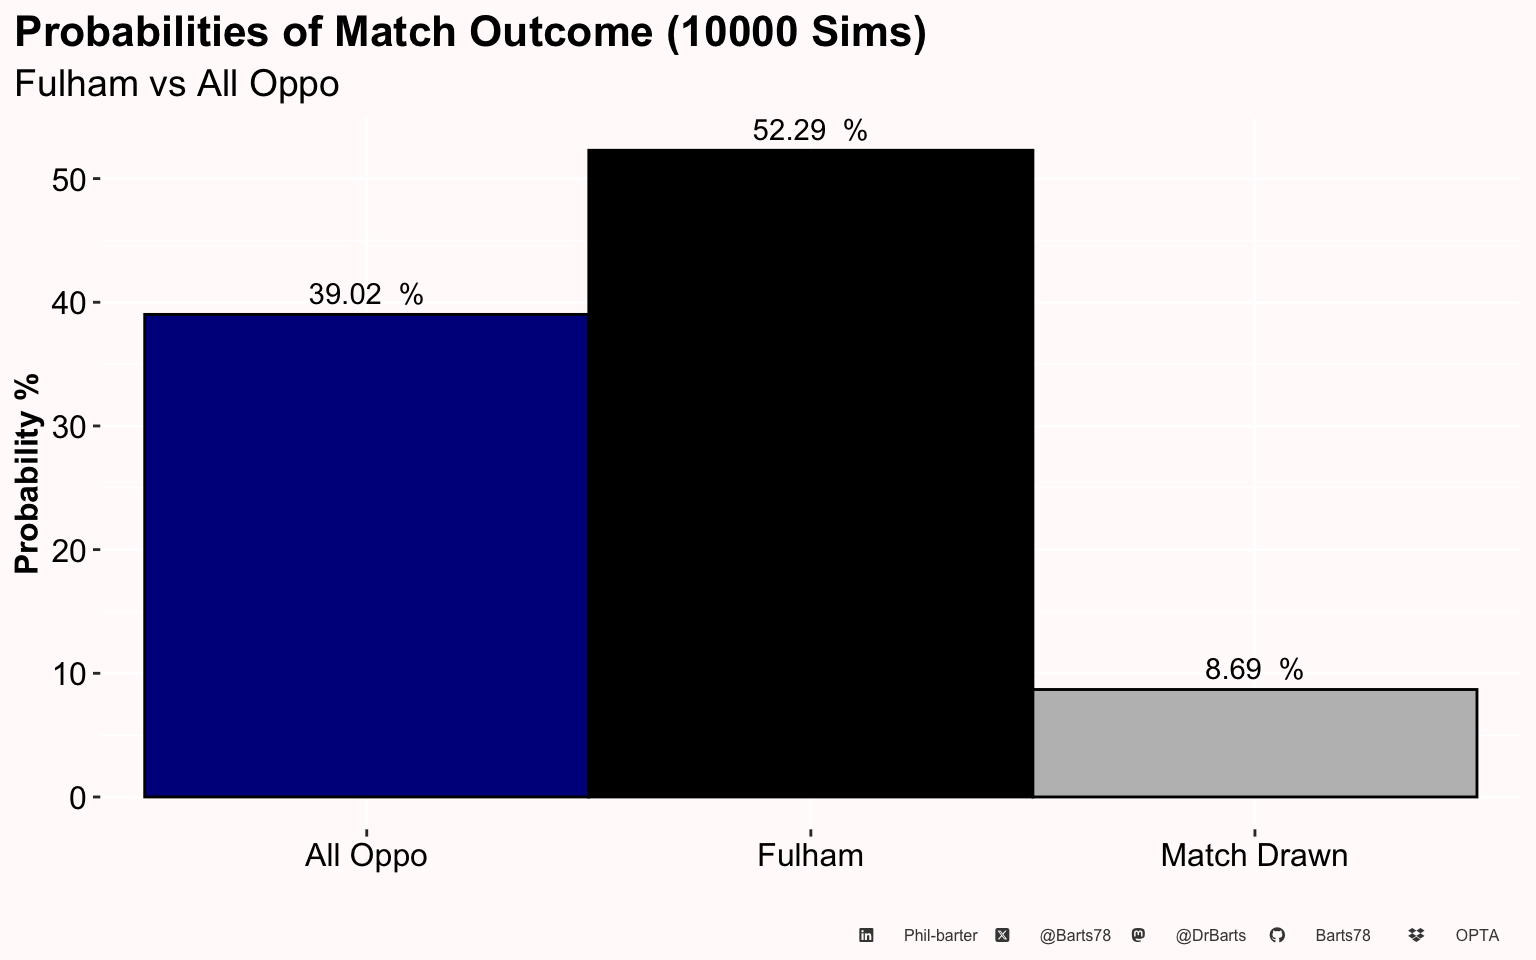 Probabilities of Match Outcome (10000 Sims)
Fulham vs All Oppo
52.29 %
50
39.02 %
40
Probability %
30
20
8.69 %
10
0
All Oppo Fulham Match Drawn
Phil-barter @Barts78 @DrBarts Barts78 OPTA